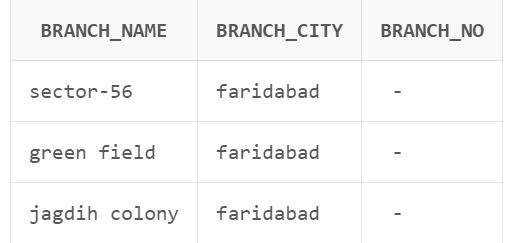 BRANCH_NAME BRANCH_CITY BRANCH_NO
sector-56 faridabad -
green field faridabad -
jagdih colony faridabad -